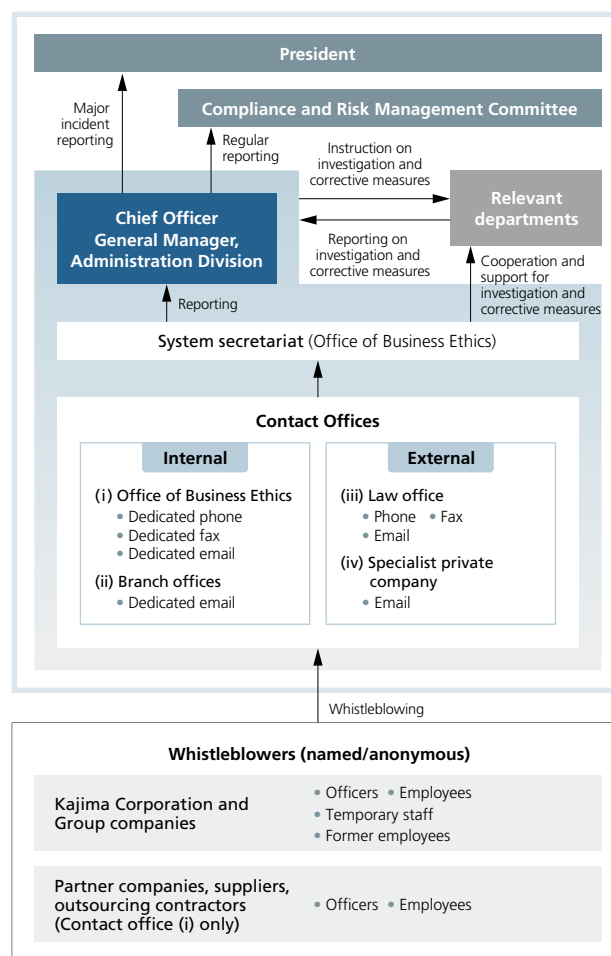 President
Major
incident
reporting
Compliance and Risk Management Committee
Regular
reporting
Instruction on
investigation and
corrective measures
Chief Officer
General Manager,
Administration Division
Relevant
departments
Reporting on
investigation and
corrective measures
Reporting
Cooperation and
support for
investigation and
corrective measures
System secretariat (Office of Business Ethics)
Contact Offices
Internal
(i) Office of Business Ethics
• Dedicated phone
• Dedicated fax
• Dedicated email
(ii) Branch offices
• Dedicated email
External
(iii) Law office
• Phone • Fax
• Email
(iv) Specialist private
company
• Email
Whistleblowing
Whistleblowers (named/anonymous)
Kajima Corporation and
Group companies
• Officers • Employees
• Temporary staff
• Former employees
Partner companies, suppliers,
outsourcing contractors
(Contact office (i) only)
• Officers • Employees